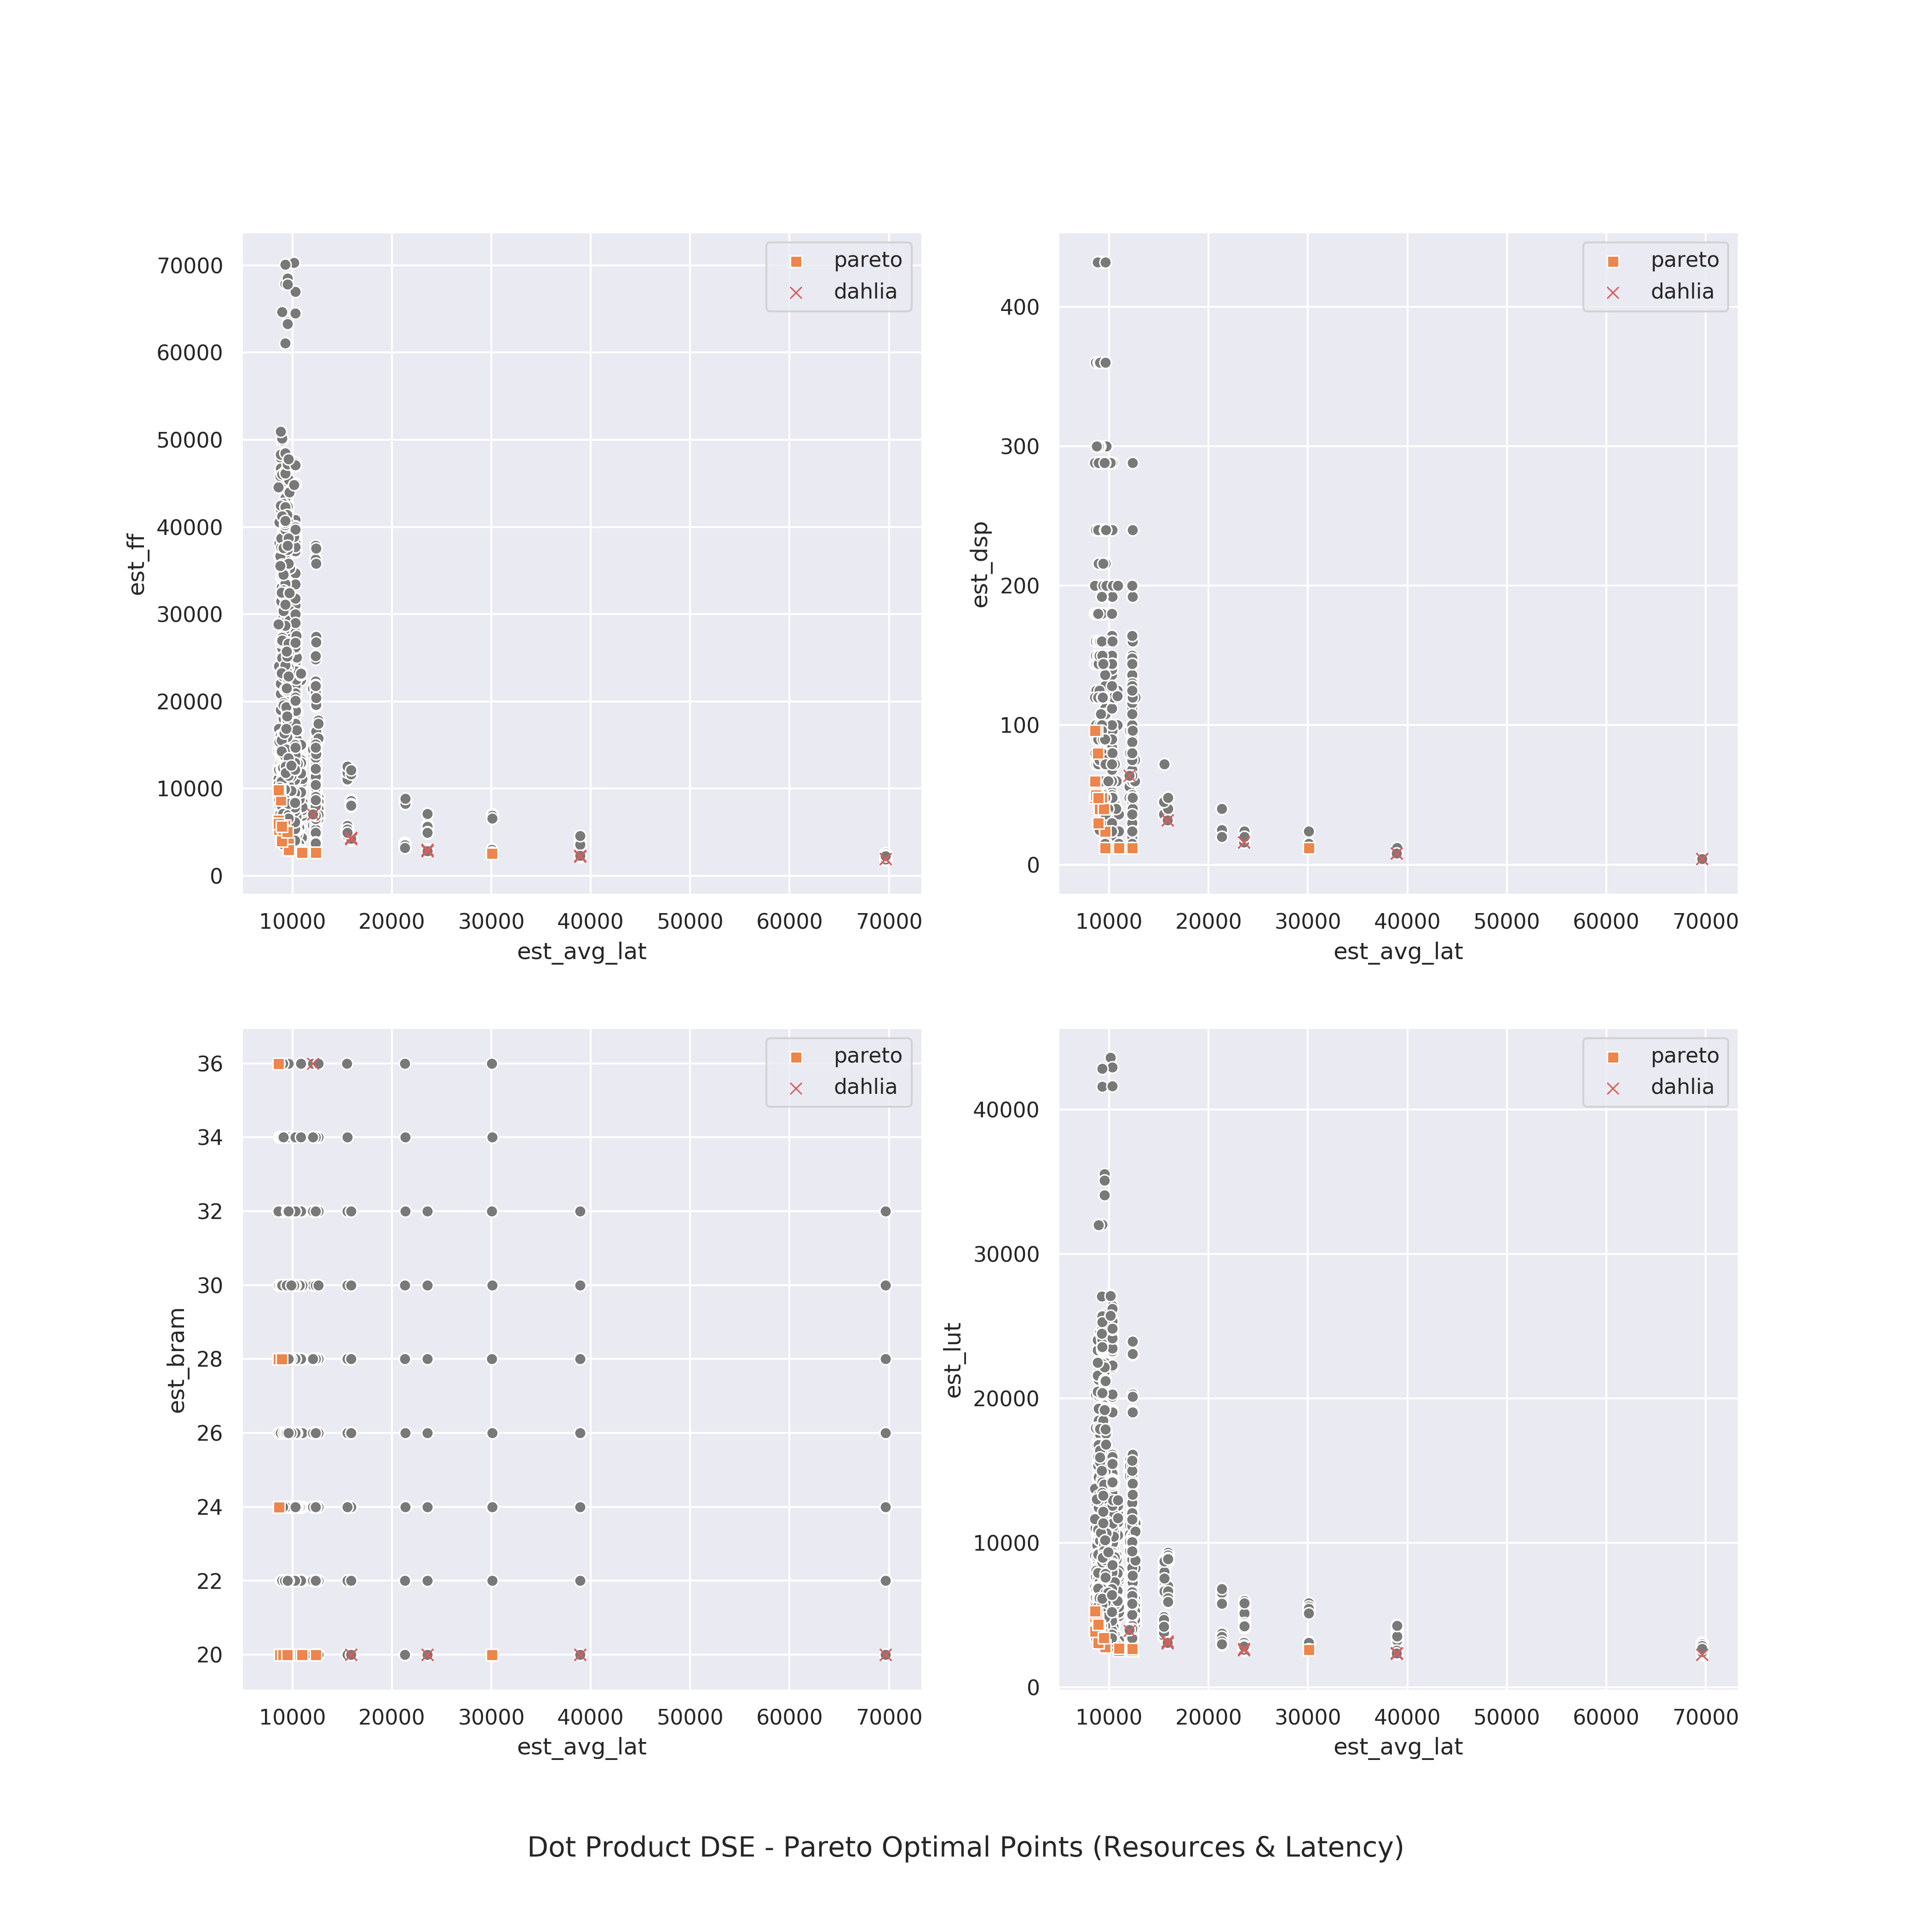 pareto
dahlia
70000
60000
50000
40000
30000
20000
10000
0
est_ff
10000 20000 30000 40000 50000 60000 70000
est_avg_lat
pareto
dahlia
400
300
200
100
0
est_dsp
10000 20000 30000 40000 50000 60000 70000
est_avg_lat
pareto
dahlia
36
34
32
30
28
26
24
22
20
est_bram
10000 20000 30000 40000 50000 60000 70000
est_avg_lat
pareto
dahlia
40000
30000
20000
10000
0
est_lut
10000 20000 30000 40000 50000 60000 70000
est_avg_lat
Dot Product DSE - Pareto Optimal Points (Resources & Latency)